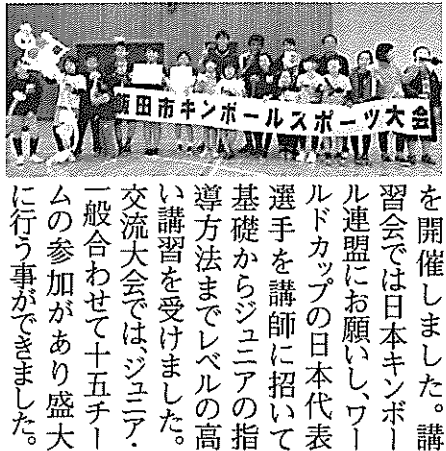 飯田市キンボールスポーツ大会
を開催しました。講
習会では日本キンボー
ル連盟にお願いし、ワー
ルドカップの日本代表
選手を講師に招いて
基礎からジュニアの指
導方法までレベルの高
い講習を受けました。
交流大会では、ジュニア・
一般合わせて十五チー
ムの参加があり盛大
に行う事ができました。